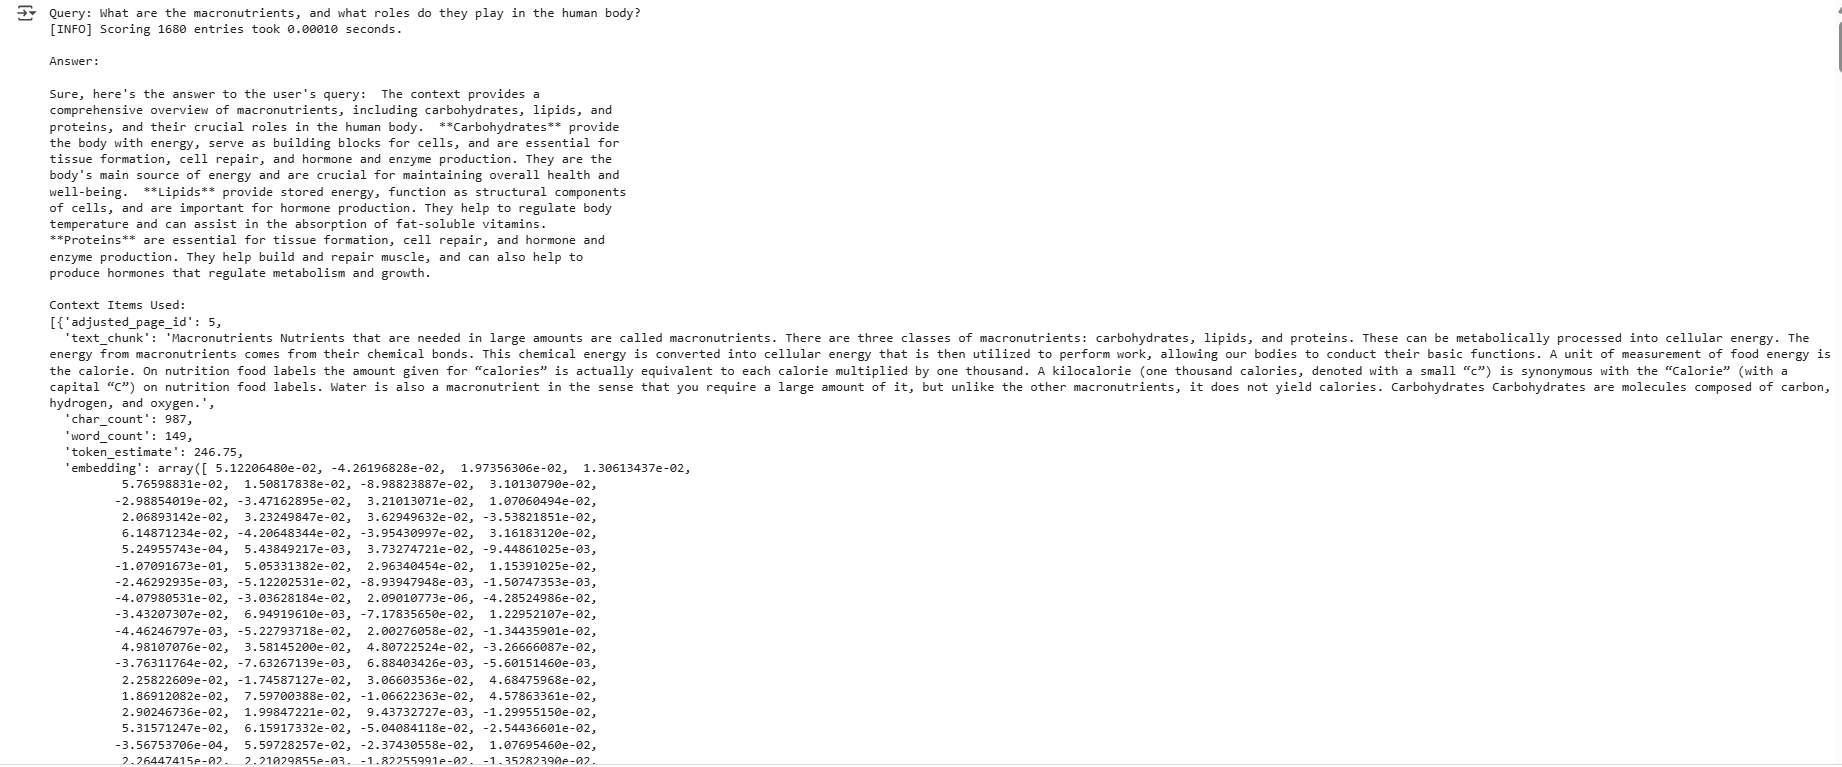 Query: What are the macronutrients, and what roles do they play in the human body?
[INFO] Scoring 1680 entries took 0.00010 seconds.
Answer:
Sure, here's the answer to the user's query:  The context provides a
comprehensive overview of macronutrients, including carbohydrates, lipids, and
proteins, and their crucial roles in the human body.  **Carbohydrates** provide
the body with energy, serve as building blocks for cells, and are essential for
tissue formation, cell repair, and hormone and enzyme production. They are the
body's main source of energy and are crucial for maintaining overall health and
well-being.  **Lipids** provide stored energy, function as structural components
of cells, and are important for hormone production. They help to regulate body
temperature and can assist in the absorption of fat-soluble vitamins.
**Proteins** are essential for tissue formation, cell repair, and hormone and
enzyme production. They help build and repair muscle, and can also help to
produce hormones that regulate metabolism and growth.
Context Items Used:
[{'adjusted_page_id': 5,
'text_chunk': 'Macronutrients Nutrients that are needed in large amounts are called macronutrients. There are three classes of macronutrients: carbohydrates, lipids, and proteins. These can be metabolically processed into cellular energy. The
energy from macronutrients comes from their chemical bonds. This chemical energy is converted into cellular energy that is then utilized to perform work, allowing our bodies to conduct their basic functions. A unit of measurement of food energy is
the calorie. On nutrition food labels the amount given for “calories” is actually equivalent to each calorie multiplied by one thousand. A kilocalorie (one thousand calories, denoted with a small “c”) is synonymous with the “Calorie” (with a
capital “C”) on nutrition food labels. Water is also a macronutrient in the sense that you require a large amount of it, but unlike the other macronutrients, it does not yield calories. Carbohydrates Carbohydrates are molecules composed of carbon,
hydrogen, and oxygen.',
'char_count': 987,
'word_count': 149,
'token_estimate': 246.75,
'embedding': array([ 5.12206480e-02, -4.26196828e-02,  1.97356306e-02,  1.30613437e-02,
5.76598831e-02,  1.50817838e-02, -8.98823887e-02,  3.10130790e-02,
-2.98854019e-02, -3.47162895e-02,  3.21013071e-02,  1.07060494e-02,
2.06893142e-02,  3.23249847e-02,  3.62949632e-02, -3.53821851e-02,
6.14871234e-02, -4.20648344e-02, -3.95430997e-02,  3.16183120e-02,
5.24955743e-04,  5.43849217e-03,  3.73274721e-02, -9.44861025e-03,
-1.07091673e-01,  5.05331382e-02,  2.96340454e-02,  1.15391025e-02,
-2.46292935e-03, -5.12202531e-02, -8.93947948e-03, -1.50747353e-03,
-4.07980531e-02, -3.03628184e-02,  2.09010773e-06, -4.28524986e-02,
-3.43207307e-02,  6.94919610e-03, -7.17835650e-02,  1.22952107e-02,
-4.46246797e-03, -5.22793718e-02,  2.00276058e-02, -1.34435901e-02,
4.98107076e-02,  3.58145200e-02,  4.80722524e-02, -3.26666087e-02,
-3.76311764e-02, -7.63267139e-03,  6.88403426e-03, -5.60151460e-03,
2.25822609e-02, -1.74587127e-02,  3.06603536e-02,  4.68475968e-02,
1.86912082e-02,  7.59700388e-02, -1.06622363e-02,  4.57863361e-02,
2.90246736e-02,  1.99847221e-02,  9.43732727e-03, -1.29955150e-02,
5.31571247e-02,  6.15917332e-02, -5.04084118e-02, -2.54436601e-02,
-3.56753706e-04,  5.59728257e-02, -2.37430558e-02,  1.07695460e-02,
2.26447415e-02,  2.21029855e-03, -1.82255991e-02, -1.35282390e-02,